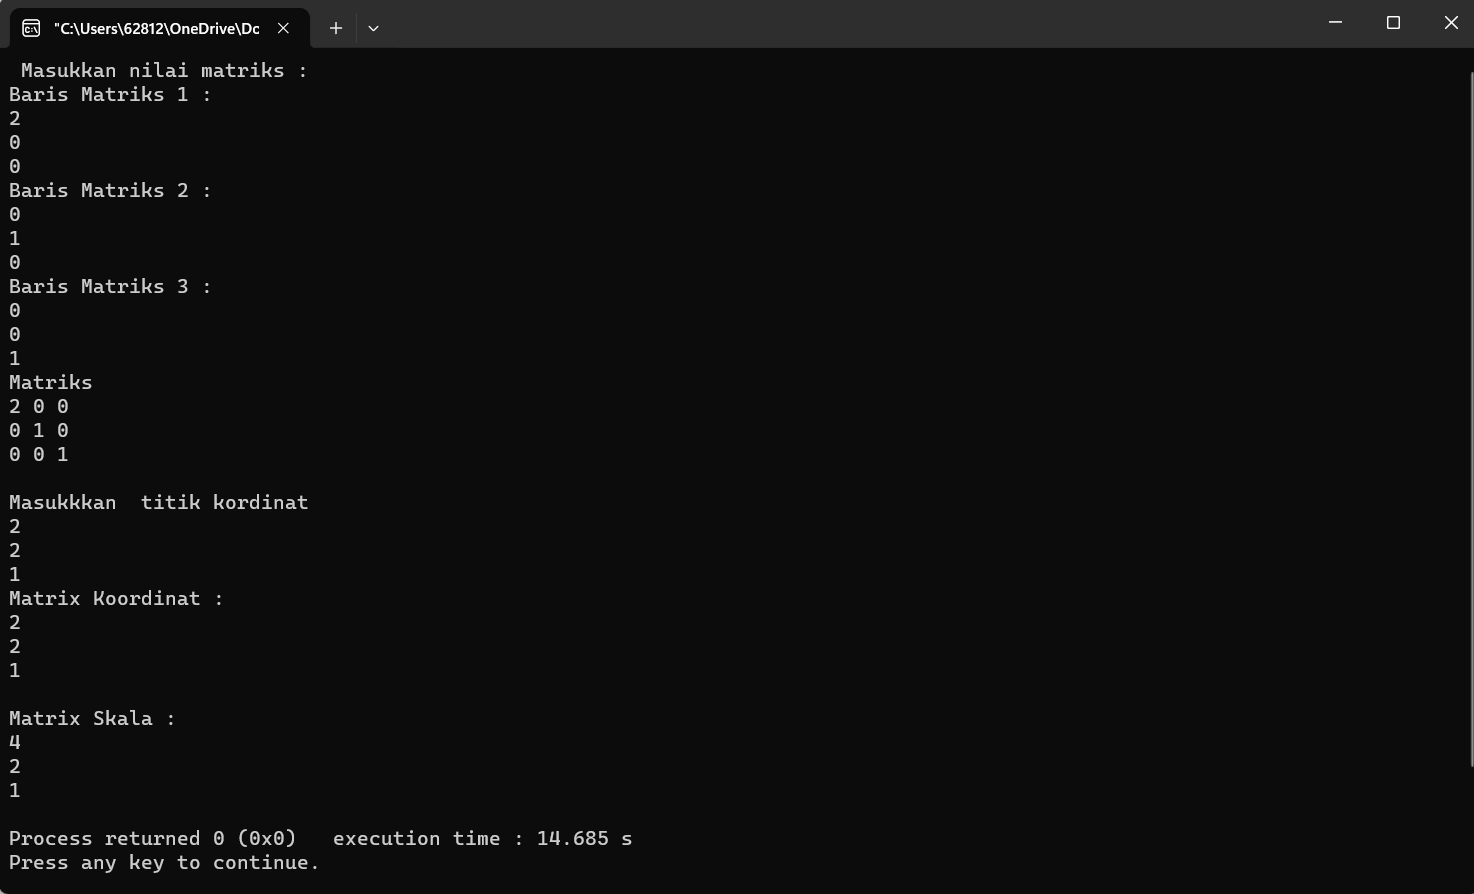 "C:\Users\62812\OneDrive\Dc
 Masukkan nilai matriks :
Baris Matriks 1 :
2
0
0
Baris Matriks 2 :
0
1
0
Baris Matriks 3 :
0
0
1
Matriks
2 0 0
0 1 0
0 0 1
Masukkkan  titik kordinat
2
2
1
Matrix Koordinat :
2
2
1
Matrix Skala :
4
2
1
Process returned 0 (0x0)   execution time : 14.685 s
Press any key to continue.